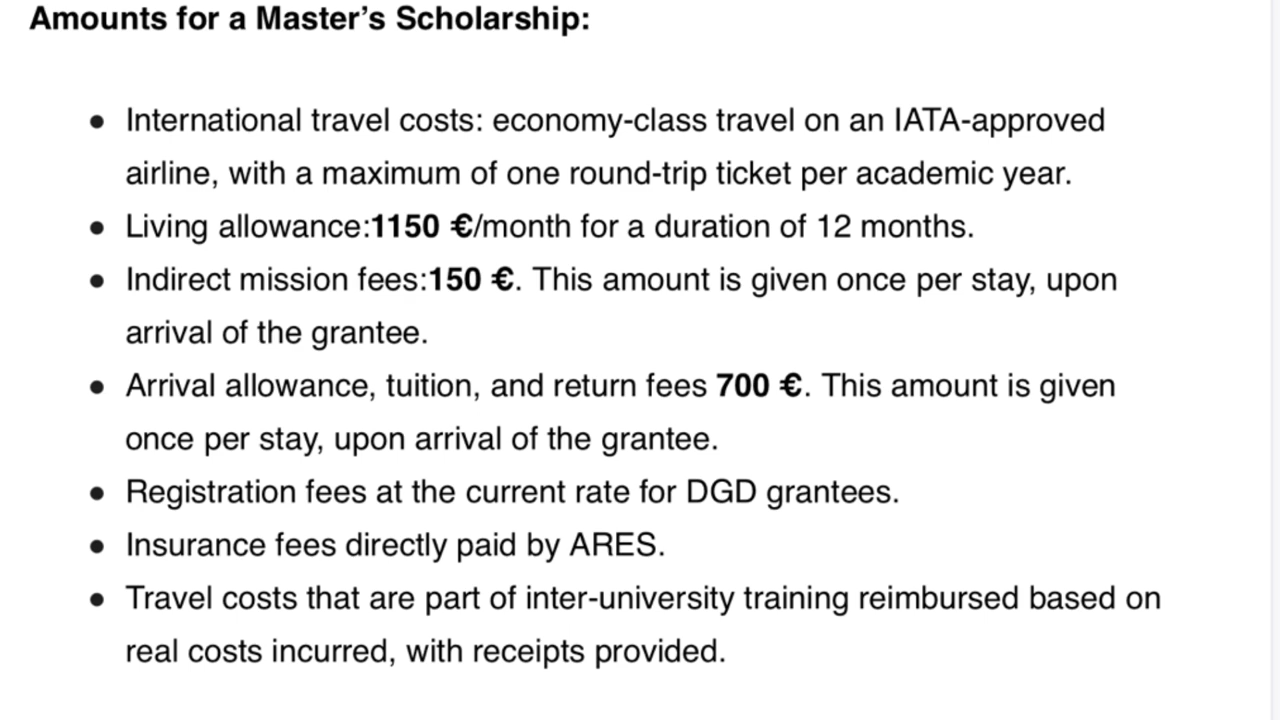 Amounts for a Master's Scholarship:
● International travel costs: economy-class travel on an IATA-approved
airline, with a maximum of one round-trip ticket per academic year.
● Living allowance:1150 €/month for a duration of 12 months.
● Indirect mission fees:150 €. This amount is given once per stay, upon
arrival of the grantee.
● Arrival allowance, tuition, and return fees 700 €. This amount is given
once per stay, upon arrival of the grantee.
● Registration fees at the current rate for DGD grantees.
● Insurance fees directly paid by ARES.
● Travel costs that are part of inter-university training reimbursed based on
real costs incurred, with receipts provided.